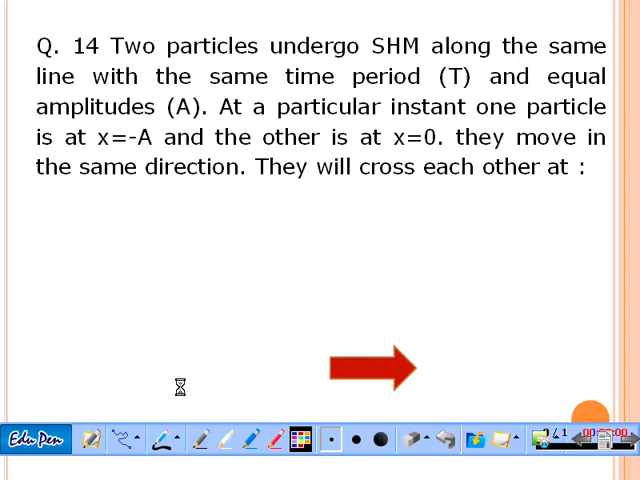 Q. 14 Two particles undergo SHM along the same
line with the same time period (T) and equal
amplitudes (A). At a particular instant one particle
is at x=-A and the other is at x=0. they move in
the same direction. They will cross each other at :
Edu Pen